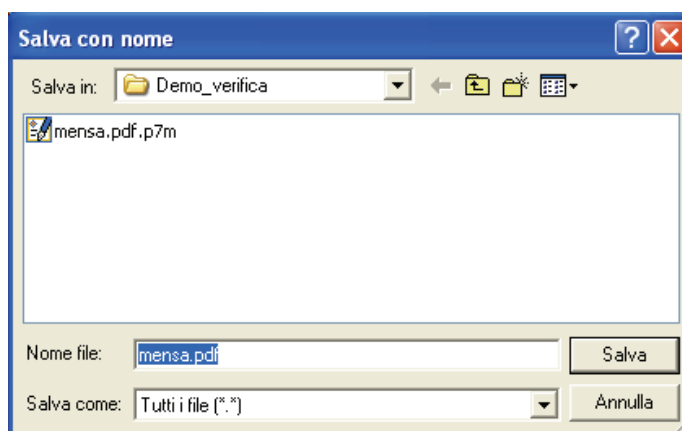 Salva con nome
Salva in: Demo_verifica
mensa.pdf.p7m
Nome file: mensa.pdf Salva
Salva come: Tutti i file (*.*) Annulla